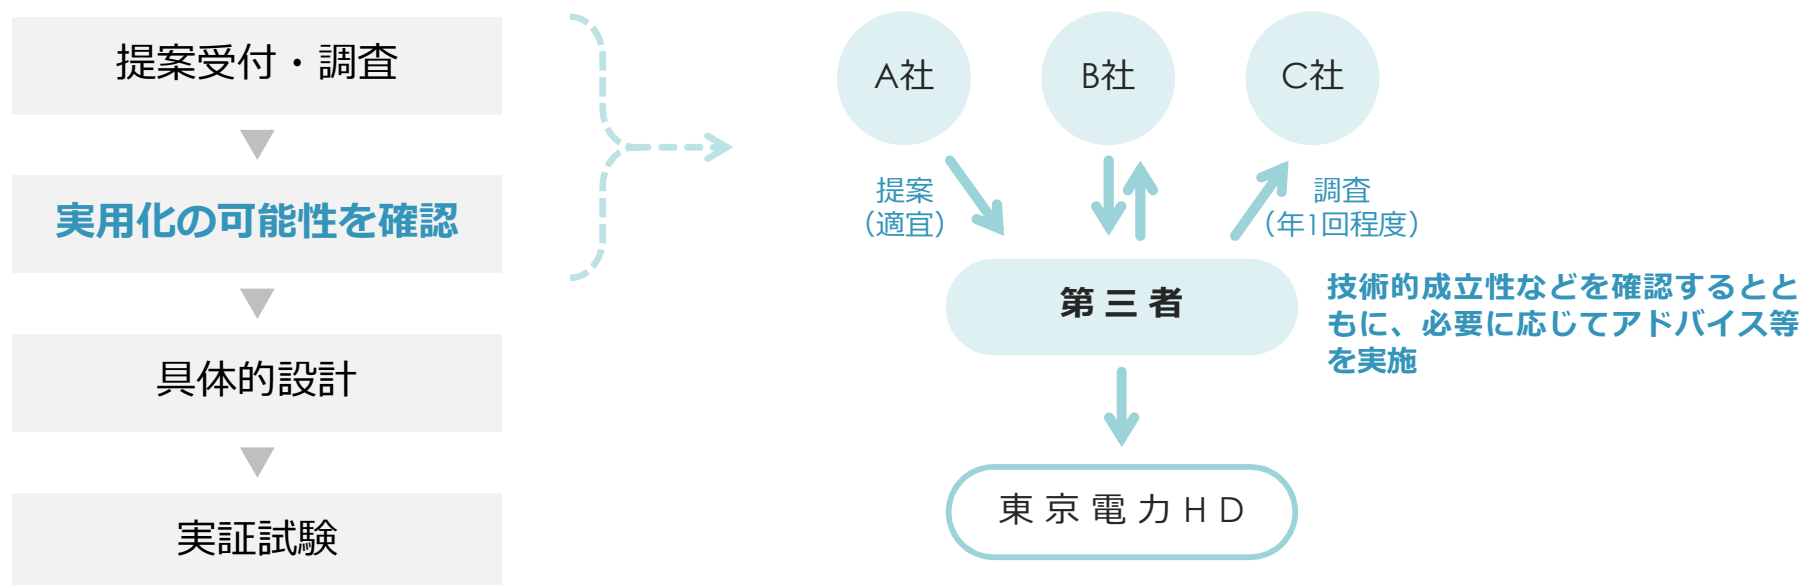 提案受付・調査
実用化の可能性を確認
具体的設計
実証試験
A社
B社
C社
提案
（適宜）
調査
（年1回程度）
第三者
技術的成立性などを確認するとと
もに、必要に応じてアドバイス等
を実施
東京電力HD